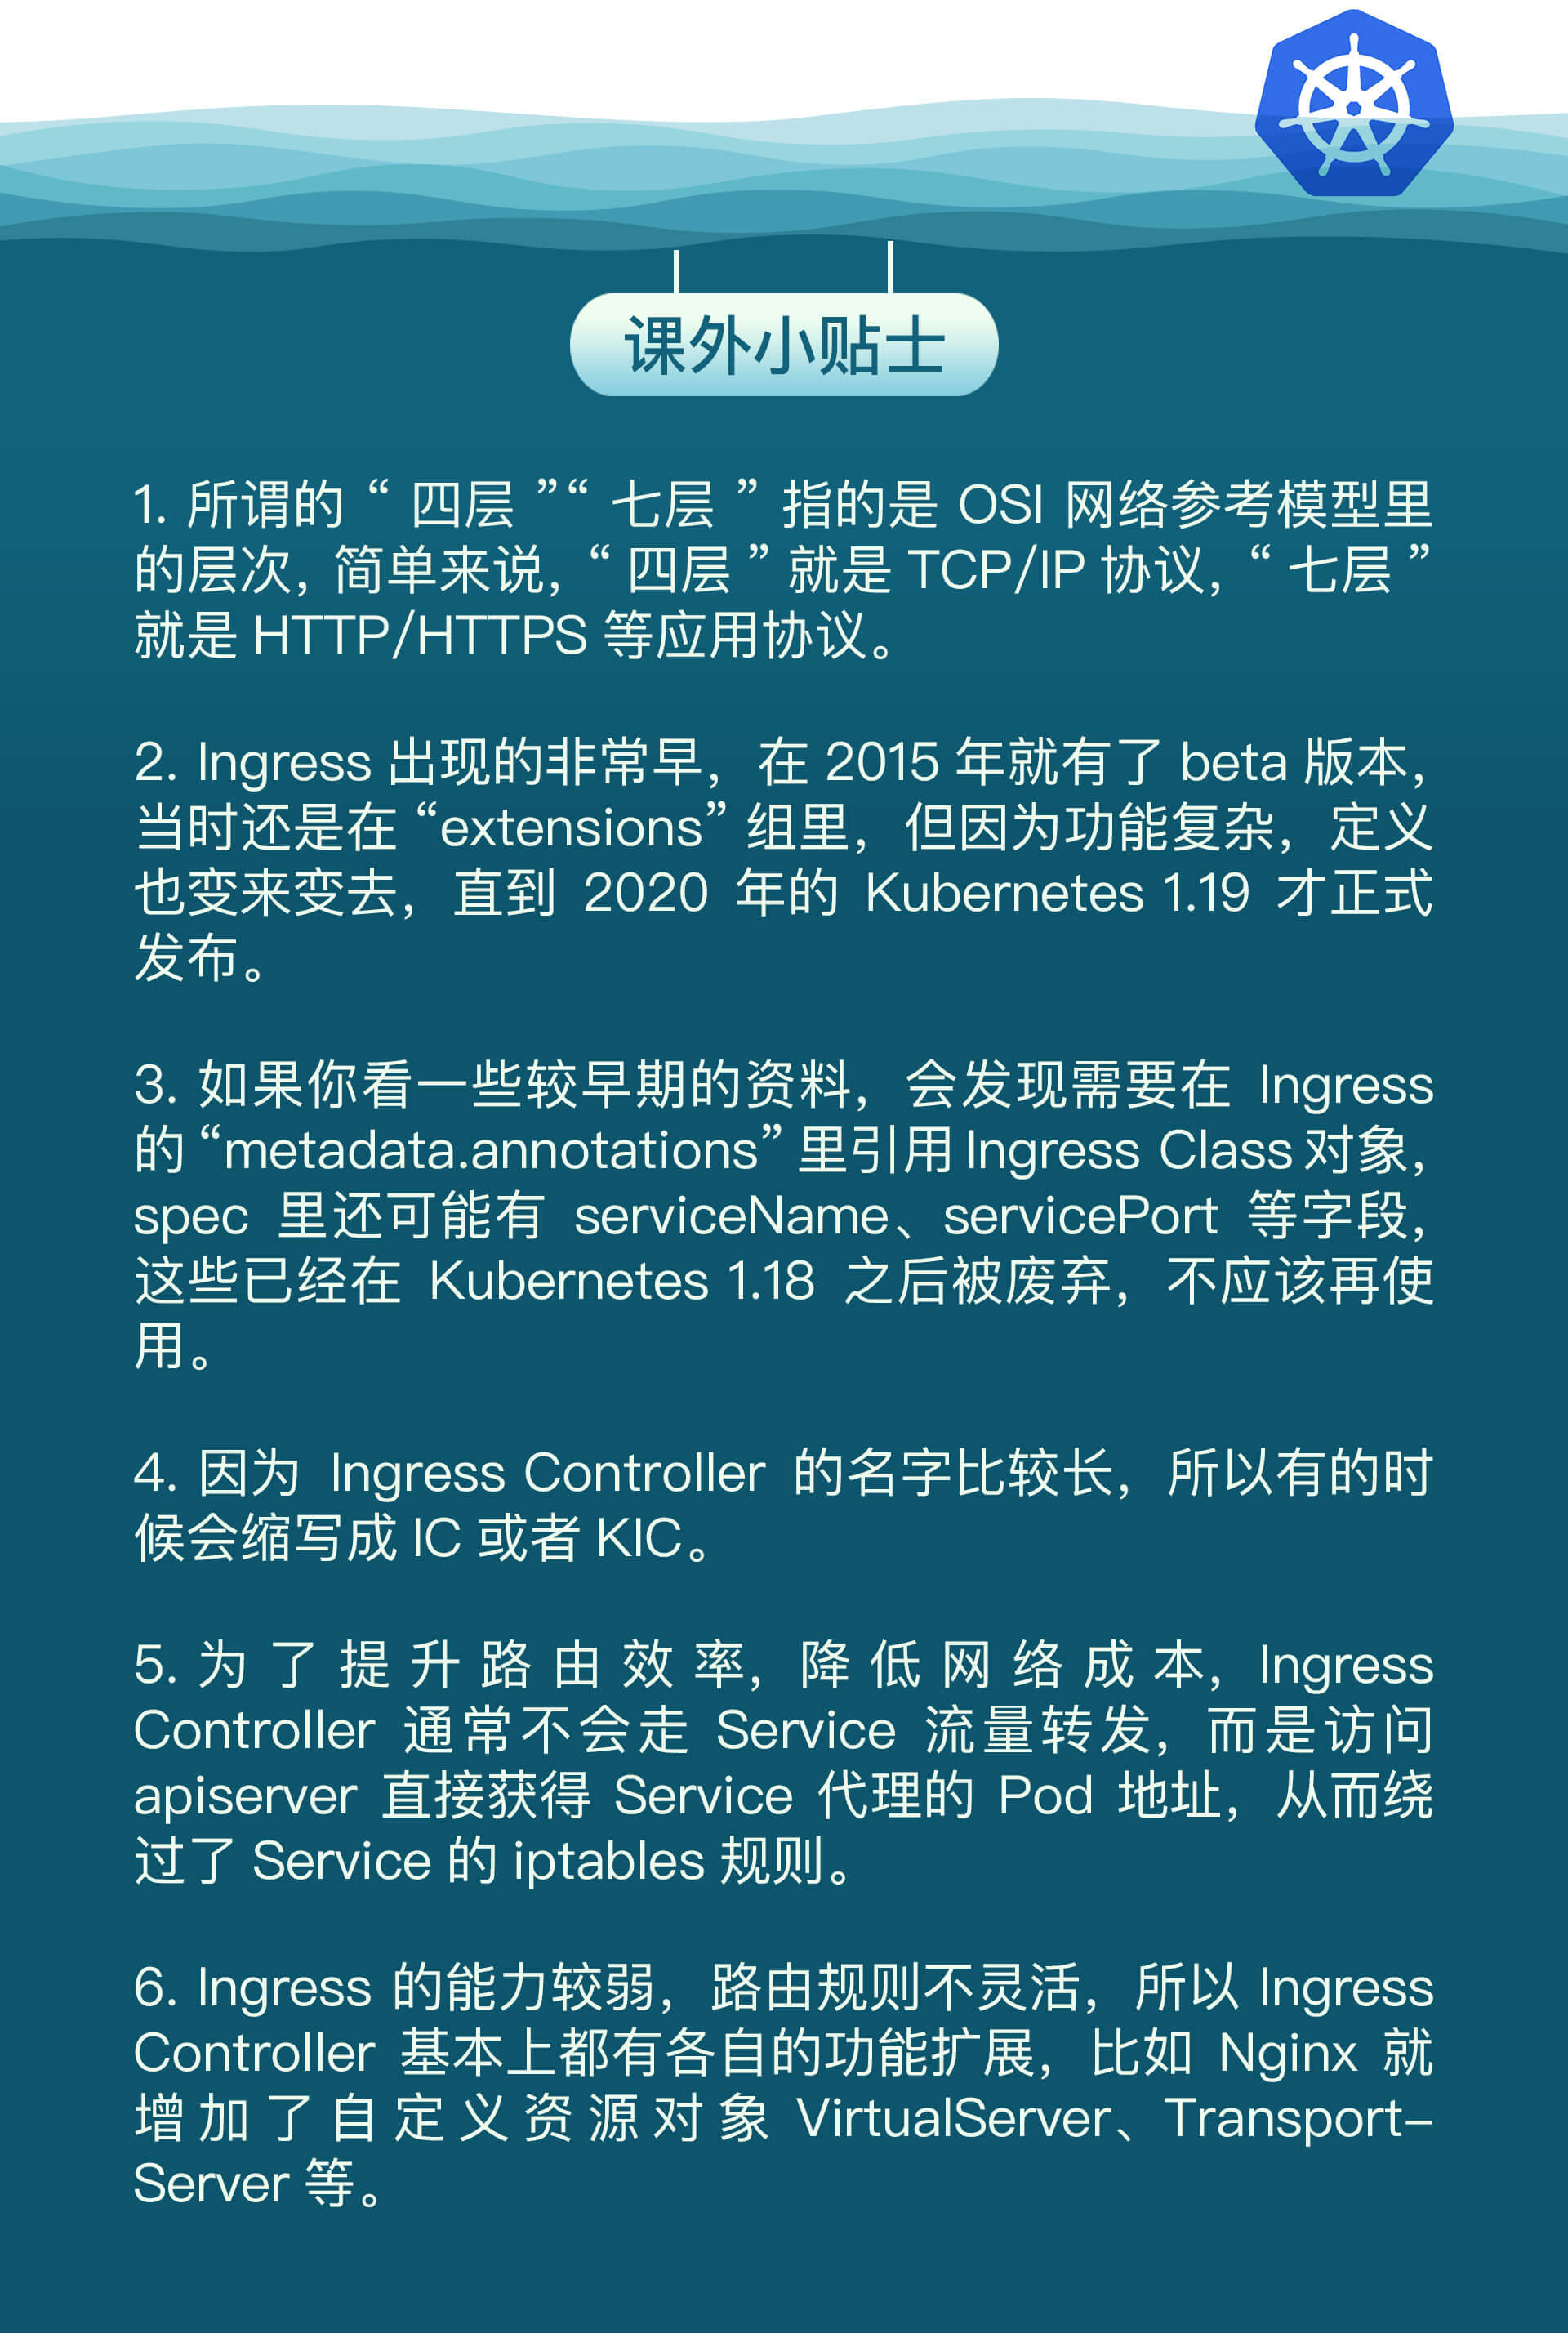 课外小贴士
1. 所谓的 “ 四层 ”“ 七层 ” 指的是 OSI 网络参考模型里
的层次，简单来说，“ 四层 ” 就是 TCP/IP 协议，“ 七层 ”
就是 HTTP/HTTPS 等应用协议。
2. Ingress 出现的非常早，在 2015 年就有了 beta 版本，
当时还是在 “extensions” 组里，但因为功能复杂，定义
也变来变去，直到 2020 年的 Kubernetes 1.19 才正式
发布。
3. 如果你看一些较早期的资料，会发现需要在 Ingress
的 “metadata.annotations” 里引用 Ingress Class 对象，
spec 里还可能有 serviceName、servicePort 等字段，
这些已经在 Kubernetes 1.18 之后被废弃，不应该再使
用。
4. 因为 Ingress Controller 的名字比较长，所以有的时
候会缩写成 IC 或者 KIC。
5. 为了提升路由效率，降低网络成本，Ingress
Controller 通常不会走 Service 流量转发，而是访问
apiserver 直接获得 Service 代理的 Pod 地址，从而绕
过了 Service 的 iptables 规则。
6. Ingress 的能力较弱，路由规则不灵活，所以 Ingress
Controller 基本上都有各自的功能扩展，比如 Nginx 就
增加了自定义资源对象 VirtualServer、Transport-
Server 等。